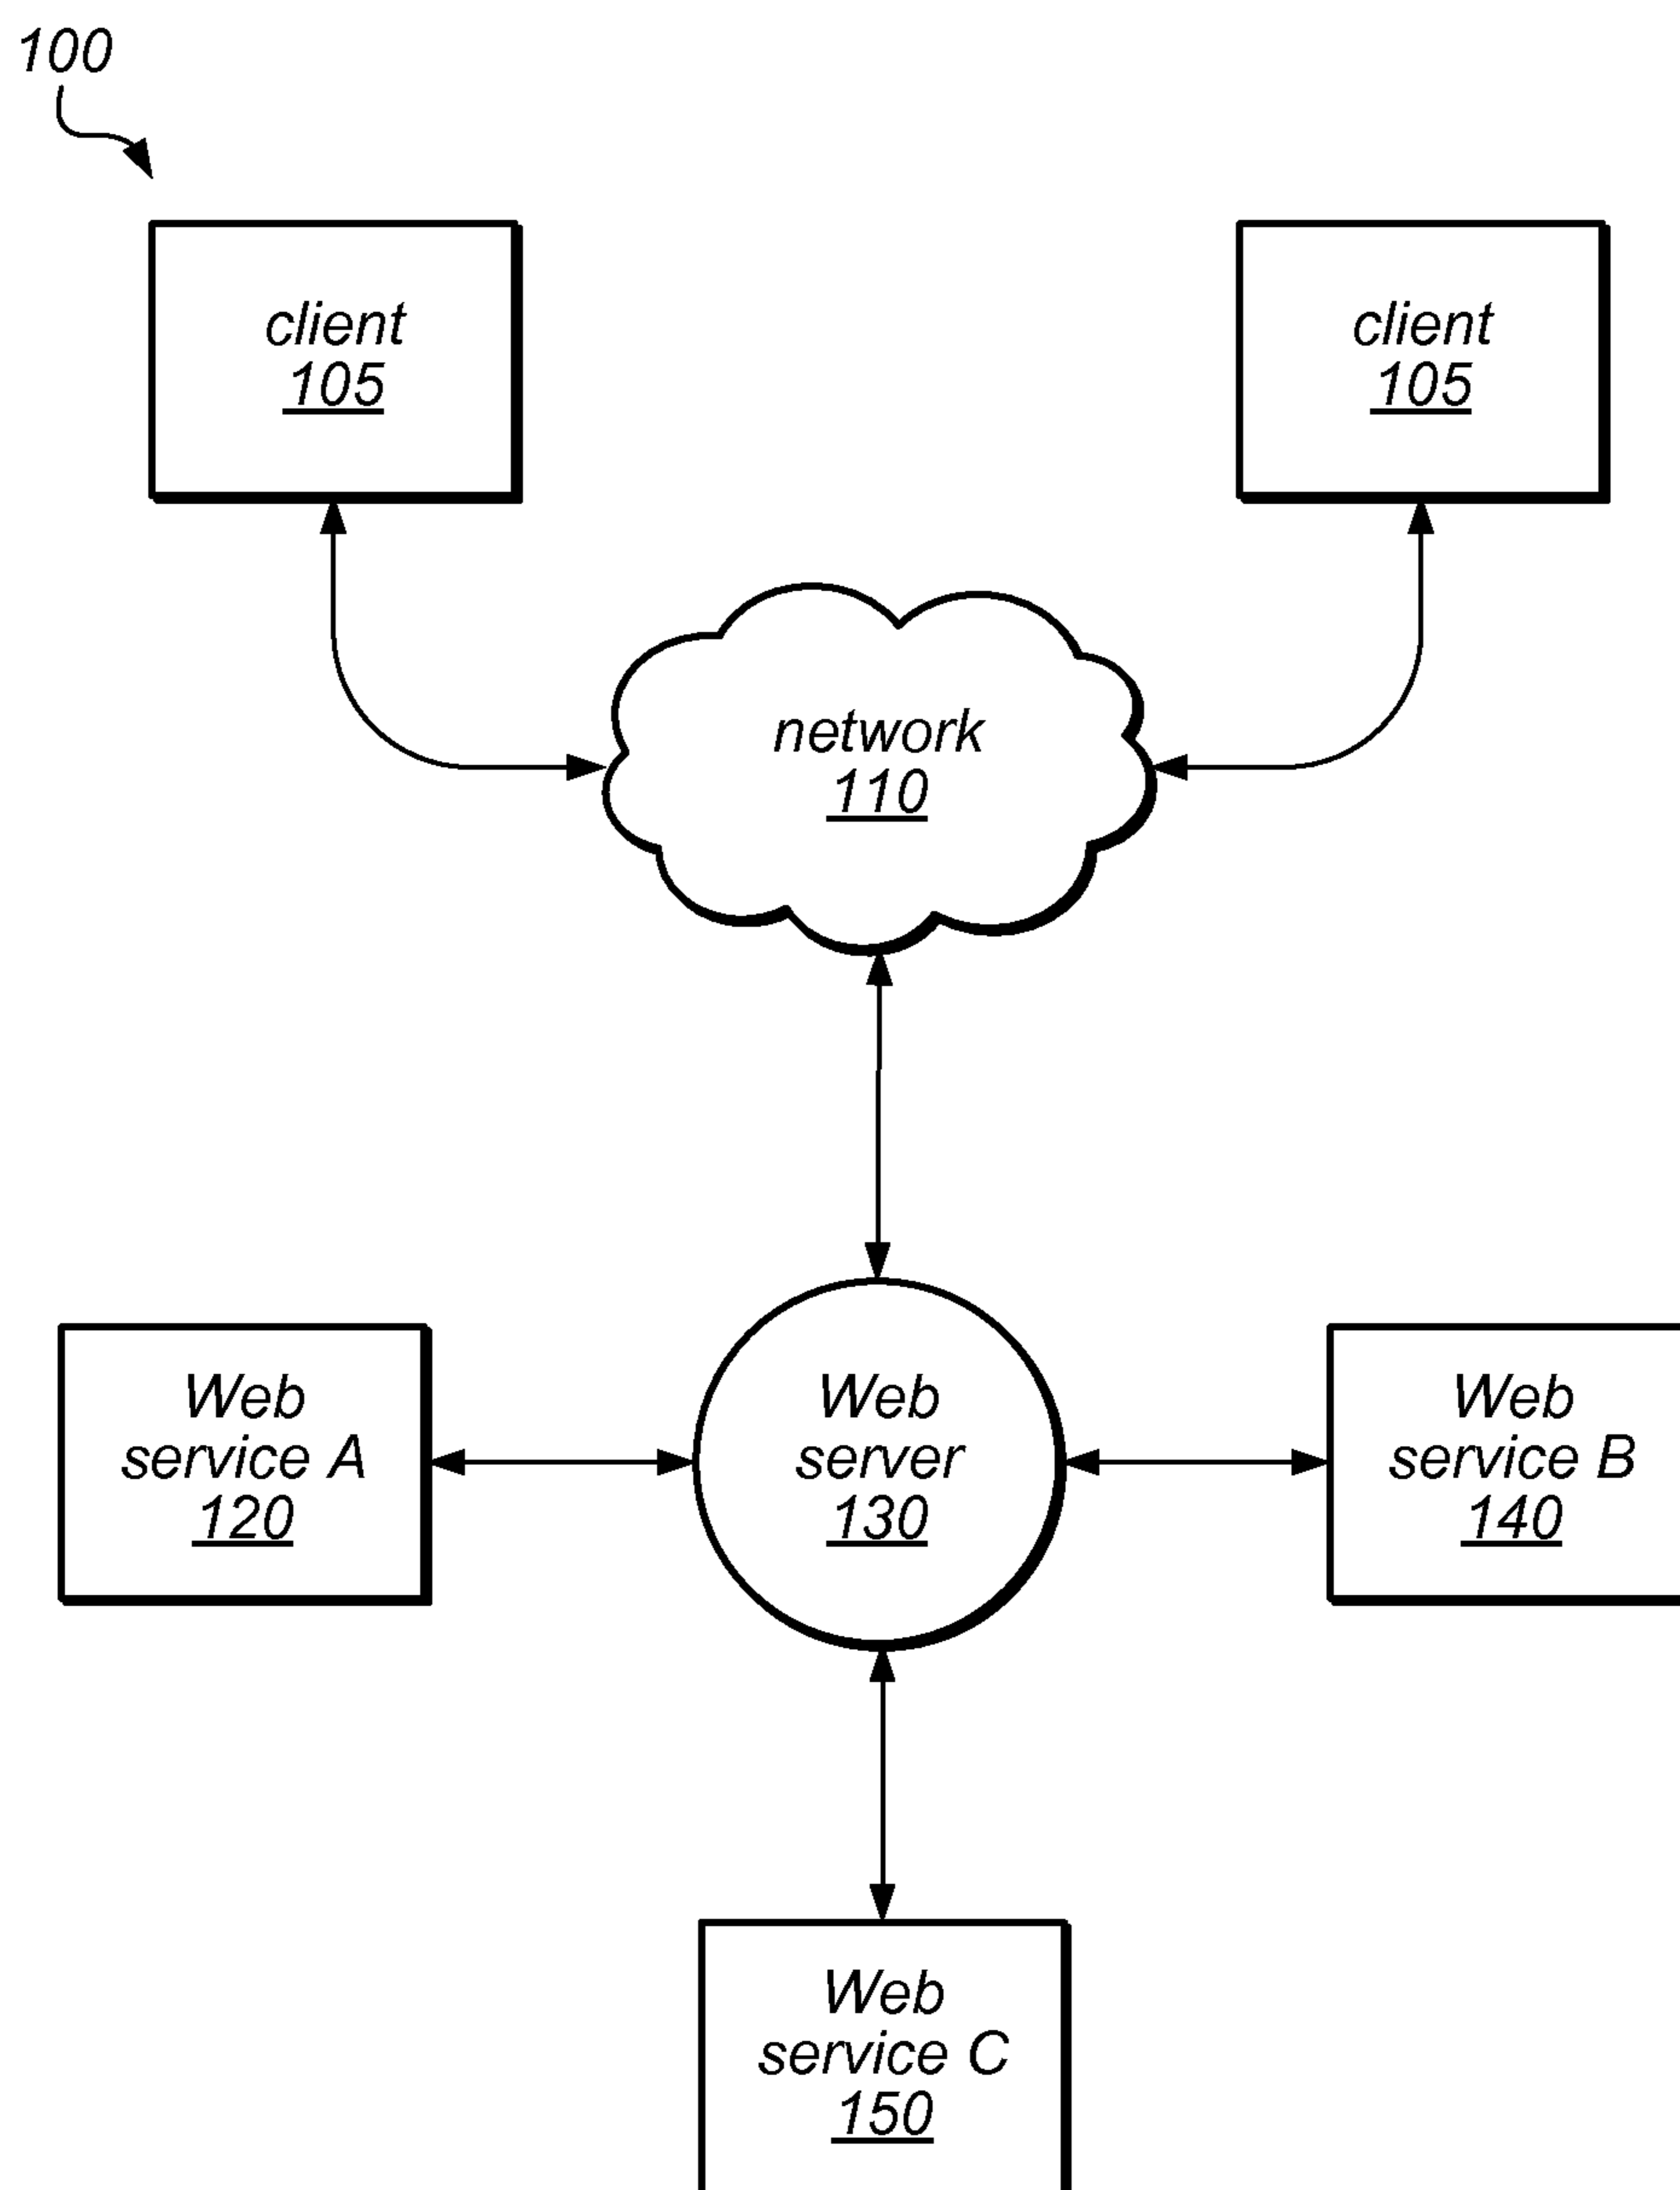 100
client
105
client
105
network
110
Web
service A
120
Web
server
130
Web
service B
140
Web
service C
150